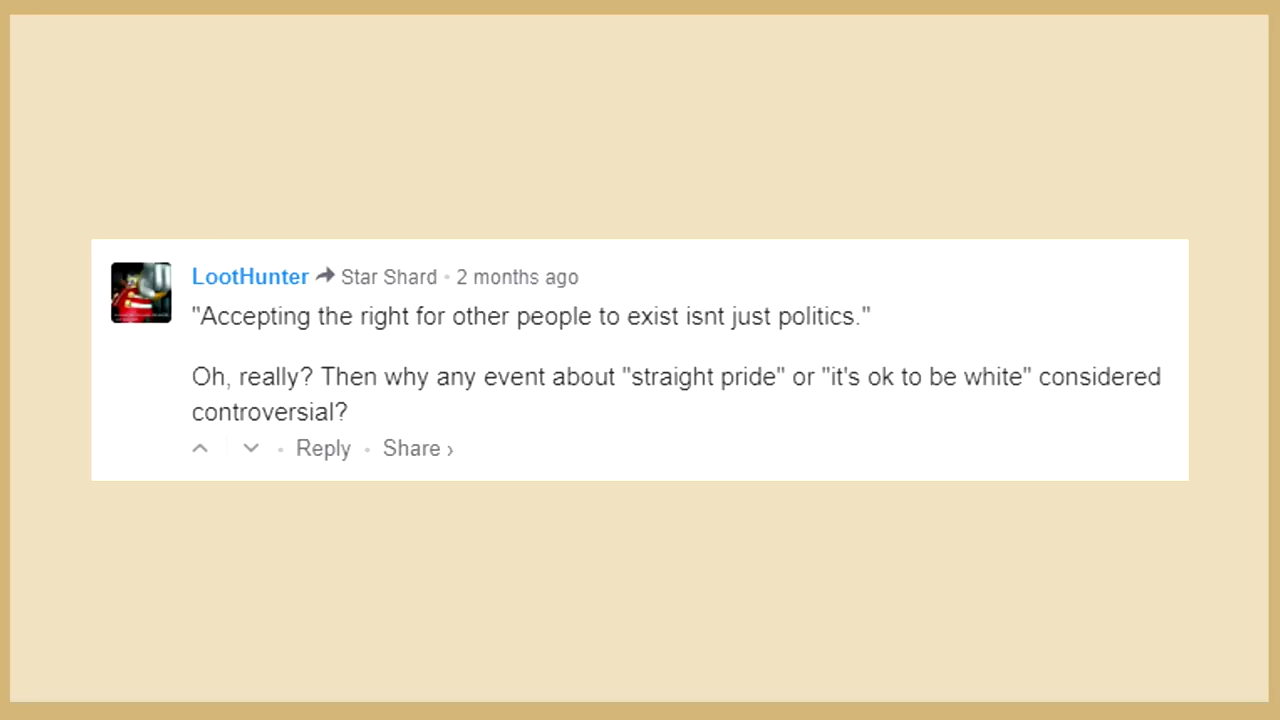 LootHunter Star Shard • 2 months ago
"Accepting the right for other people to exist isnt just politics."
Oh, really? Then why any event about "straight pride" or "it's ok to be white" considered
controversial?
• Reply • Share ›